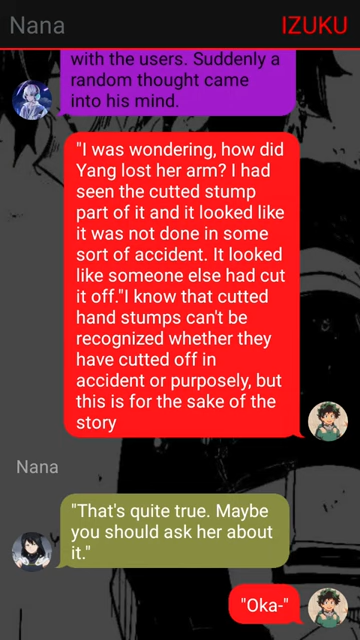 Nana
IZUKU
with the users. Suddenly a
random thought came
into his mind.
"I was wondering, how did
Yang lost her arm? I had
seen the cutted stump
part of it and it looked like
it was not done in some
sort of accident. It looked
like someone else had cut
it off."I know that cutted
hand stumps can't be
recognized whether they
have cutted off in
accident or purposely, but
this is for the sake of the
story
Nana
"That's quite true. Maybe
you should ask her about
it."
"Oka-"